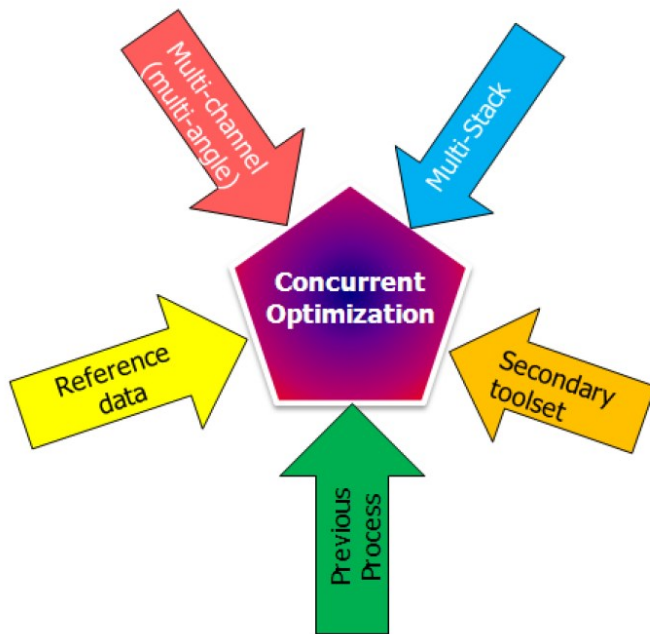 Multi-channel
(multi-angle)
Multi-Stack
Concurrent
Optimization
Reference
data
Secondary
toolset
Previous
Process